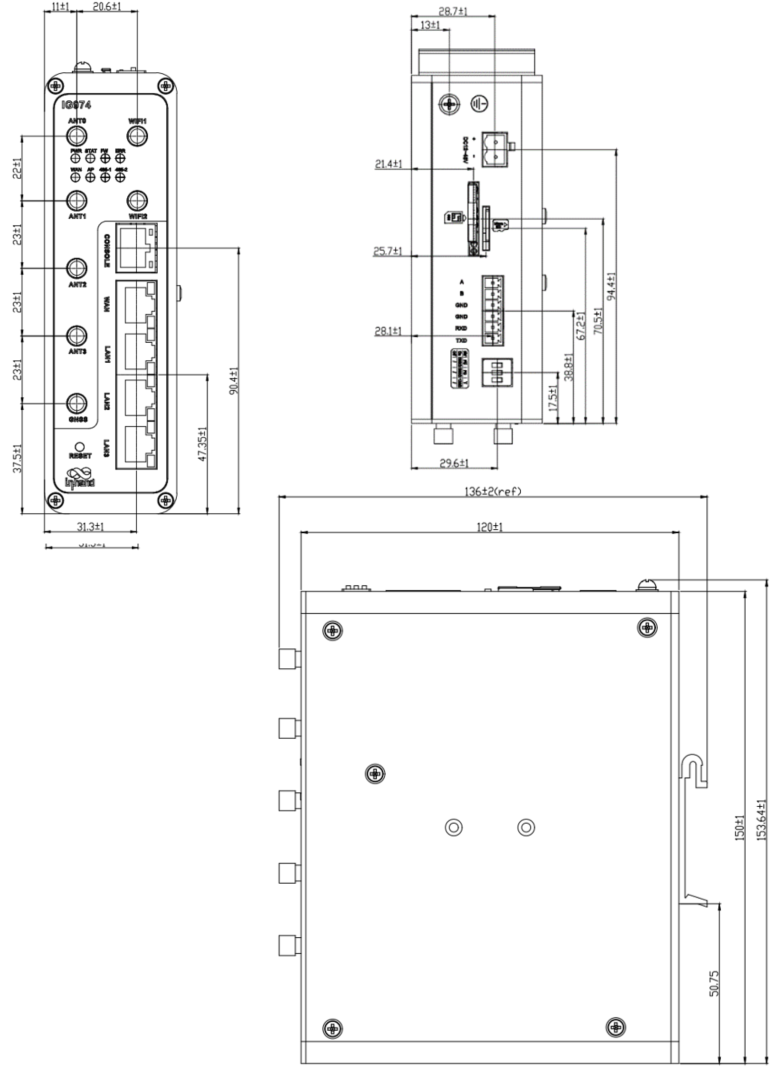 11±1
20.6±1
IG974
ANT0
WIFI1
PWR STAT FW ERR
WAN AP 485-1 485-2
22±1
ANT1
WIFI2
CONSOLE
23±1
ANT2
WAN
23±1
LAN1
ANT3
23±1
LAN2
GNSS
37.5±1
RESET
LAN3
inhand
90.4±1
47.35±1
31.3±1
28.7±1
13±1
+
DC12-48V
-
21.4±1
25.7±1
28.1±1
A
B
GND
GND
RXD
TXD
17.5±1
38.8±1
67.2±1
70.5±1
94.4±1
29.6±1
136±2(ref)
120±1
150±1
153.64±1
50.75